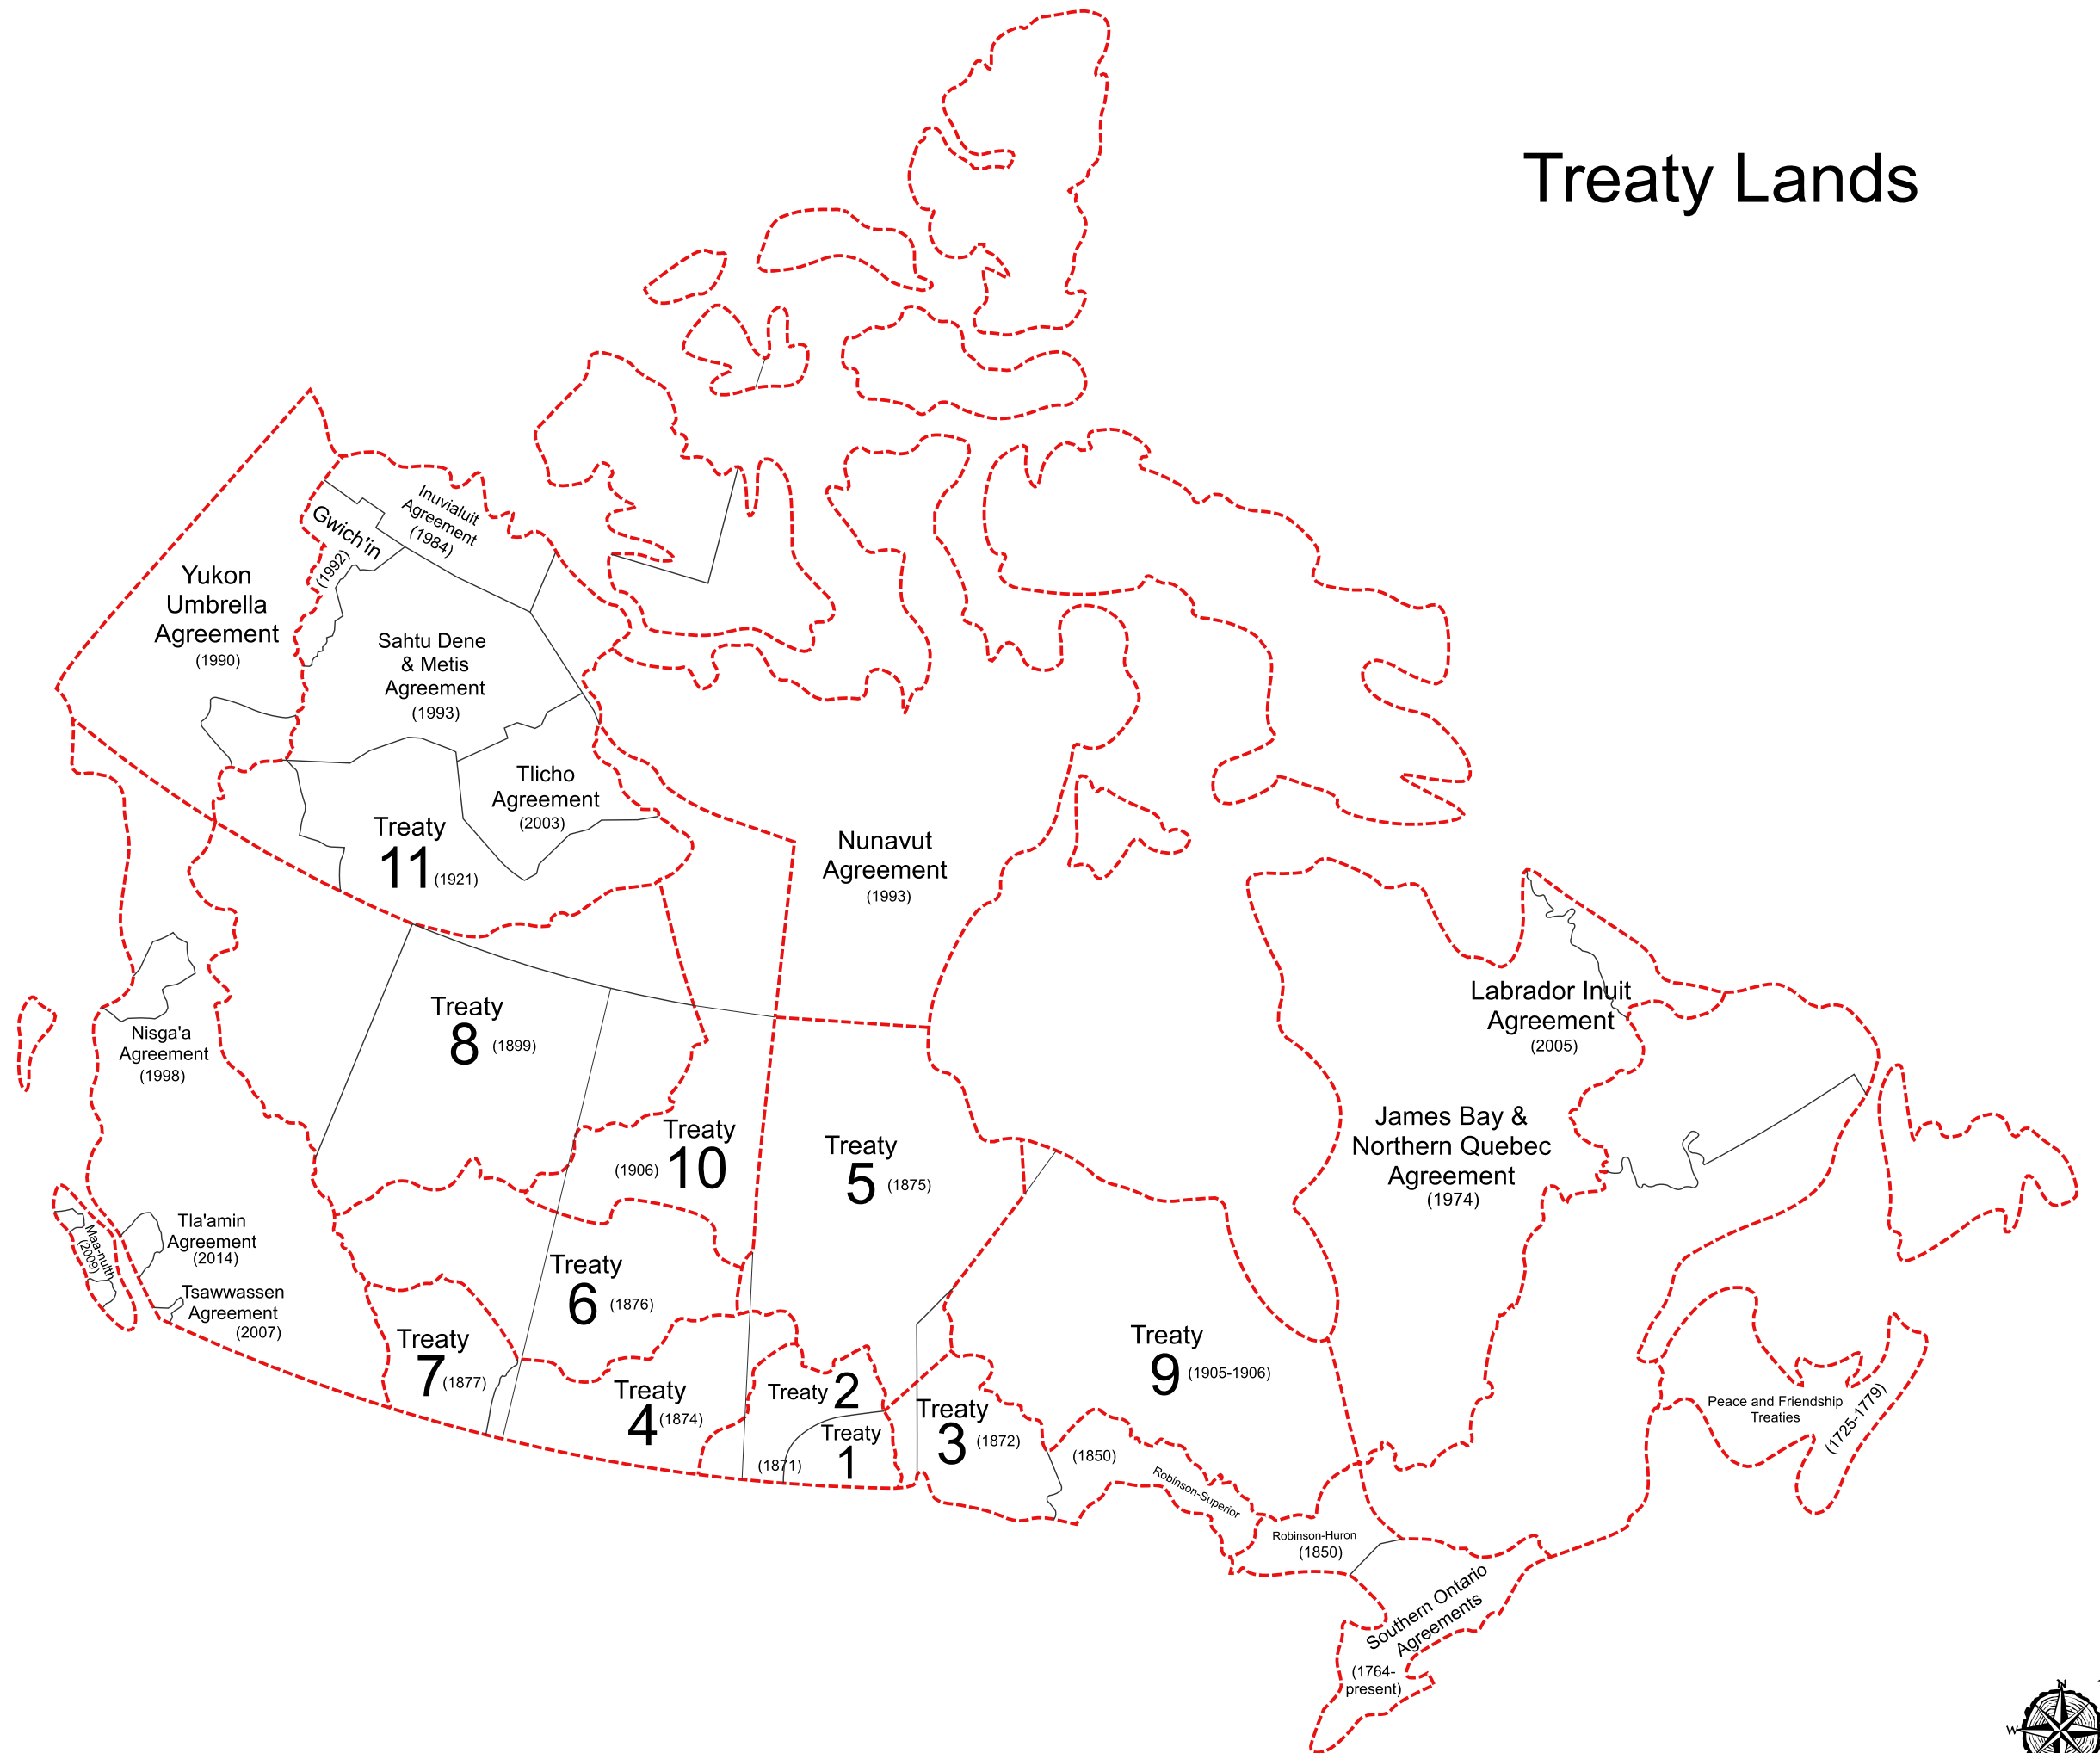 Treaty Lands
Inuvialuit
Agreement
(1984)
Gwich'in
(1992)
Yukon
Umbrella
Agreement
(1990)
Sahtu Dene
& Metis
Agreement
(1993)
Tlicho
Agreement
(2003)
Treaty
11 (1921)
Nunavut
Agreement
(1993)
Labrador Inuit
Agreement
(2005)
Treaty
8 (1899)
Nisga'a
Agreement
(1998)
James Bay &
Northern Quebec
Agreement
(1974)
Treaty
(1906) 10
Treaty
5 (1875)
Tla'amin
Agreement
(2014)
Maa-nulth
(2009)
Tsawwassen
Agreement
(2007)
Treaty
6 (1876)
Treaty
7 (1877)
Treaty
4 (1874)
Treaty 2
Treaty
1
(1871)
Treaty
3 (1872)
Treaty
9 (1905-1906)
Peace and Friendship
Treaties
(1725-1779)
(1850)
Robinson-Superior
Robinson-Huron
(1850)
Southern Ontario
Agreements
(1764-
present)
N
W